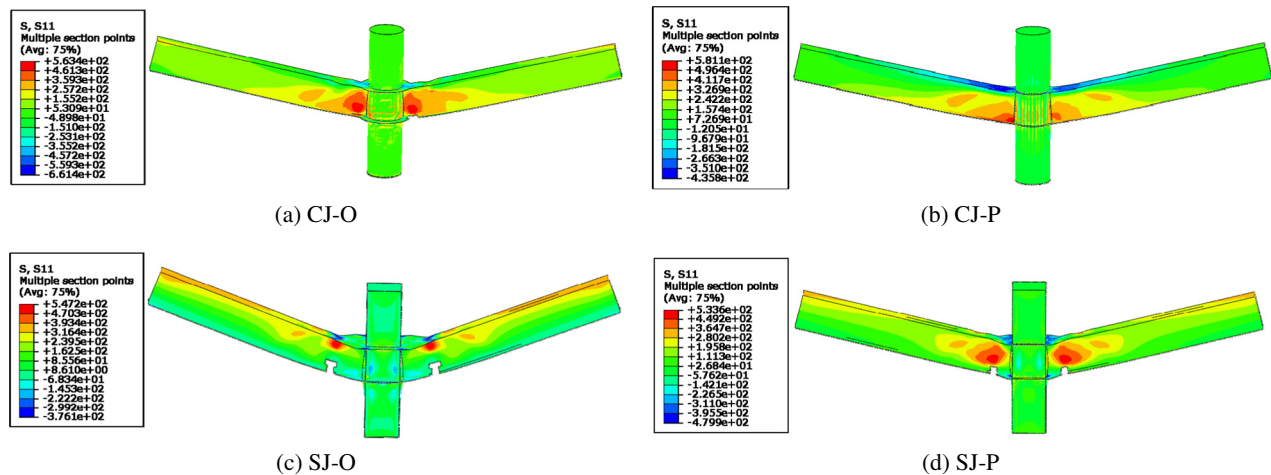 S, S11
Multiple section points
(Avg: 75%)
+5.634e+02
+4.613e+02
+3.593e+02
+2.572e+02
+1.552e+02
+5.309e+01
-4.898e+01
-1.510e+02
-2.531e+02
-3.552e+02
-4.572e+02
-5.593e+02
-6.614e+02
(a) CJ-O
S, S11
Multiple section points
(Avg: 75%)
+5.811e+02
+4.964e+02
+4.117e+02
+3.269e+02
+2.422e+02
+1.574e+02
+7.269e+01
-1.205e+01
-9.679e+01
-1.815e+02
-2.663e+02
-3.510e+02
-4.358e+02
(b) CJ-P
S, S11
Multiple section points
(Avg: 75%)
+5.472e+02
+4.703e+02
+3.934e+02
+3.164e+02
+2.395e+02
+1.625e+02
+8.556e+01
+8.610e+00
-6.834e+01
-1.453e+02
-2.222e+02
-2.992e+02
-3.761e+02
(c) SJ-O
S, S11
Multiple section points
(Avg: 75%)
+5.336e+02
+4.492e+02
+3.647e+02
+2.802e+02
+1.958e+02
+1.113e+02
+2.684e+01
-5.762e+01
-1.421e+02
-2.265e+02
-3.110e+02
-3.955e+02
-4.799e+02
(d) SJ-P